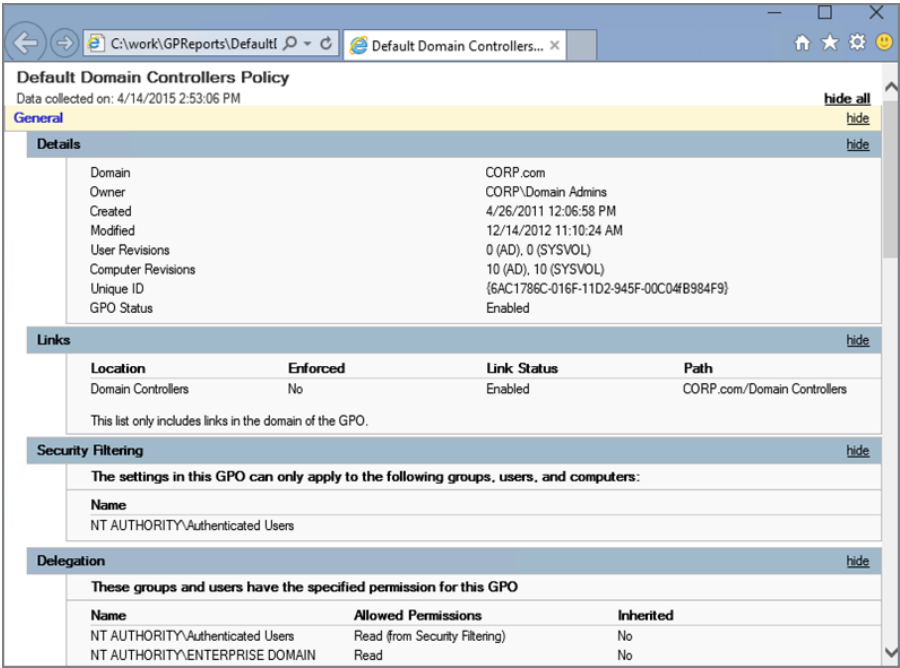 C:\work\GPReports\DefaultI
Default Domain Controllers...
Default Domain Controllers Policy
Data collected on: 4/14/2015 2:53:06 PM
hide all
General hide
Details hide
Domain CORP.com
Owner CORP\Domain Admins
Created 4/26/2011 12:06:58 PM
Modified 12/14/2012 11:10:24 AM
User Revisions 0 (AD), 0 (SYSVOL)
Computer Revisions 10 (AD), 10 (SYSVOL)
Unique ID {6AC1786C-016F-11D2-945F-00C04fB984F9}
GPO Status Enabled
Links hide
Location Enforced Link Status Path
Domain Controllers No Enabled CORP.com/Domain Controllers
This list only includes links in the domain of the GPO.
Security Filtering hide
The settings in this GPO can only apply to the following groups, users, and computers:
Name
NT AUTHORITY\Authenticated Users
Delegation hide
These groups and users have the specified permission for this GPO
Name Allowed Permissions Inherited
NT AUTHORITY\Authenticated Users Read (from Security Filtering) No
NT AUTHORITY\ENTERPRISE DOMAIN Read No